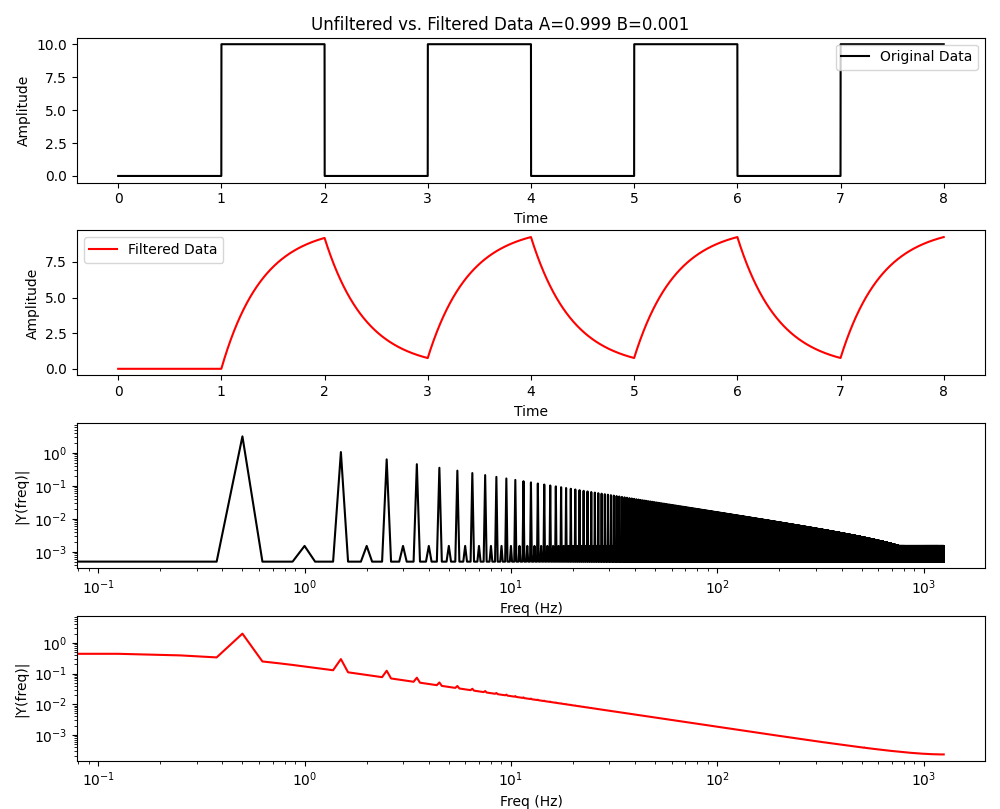 Unfiltered vs. Filtered Data A=0.999 B=0.001
Original Data
Amplitude
10.0
7.5
5.0
2.5
0.0
0 1 2 3 4 5 6 7 8
Time
Filtered Data
Amplitude
7.5
5.0
2.5
0.0
0 1 2 3 4 5 6 7 8
Time
|Y(freq)|
10⁰
10⁻¹
10⁻²
10⁻³
10⁻¹ 10⁰ 10¹ 10² 10³
Freq (Hz)
|Y(freq)|
10⁰
10⁻¹
10⁻²
10⁻³
10⁻¹ 10⁰ 10¹ 10² 10³
Freq (Hz)